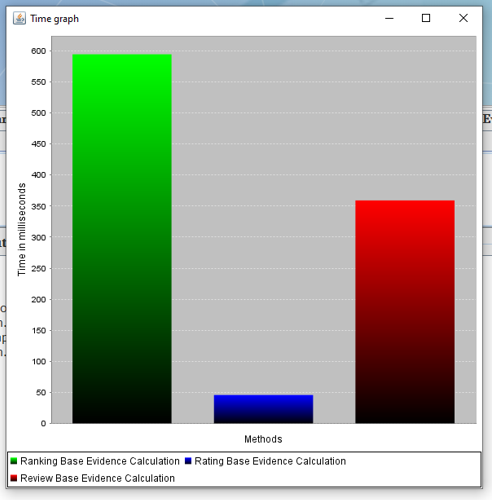 Time graph
600
550
500
450
400
350
300
250
200
150
100
50
0
Time in milliseconds
Methods
Ranking Base Evidence Calculation Rating Base Evidence Calculation
Review Base Evidence Calculation